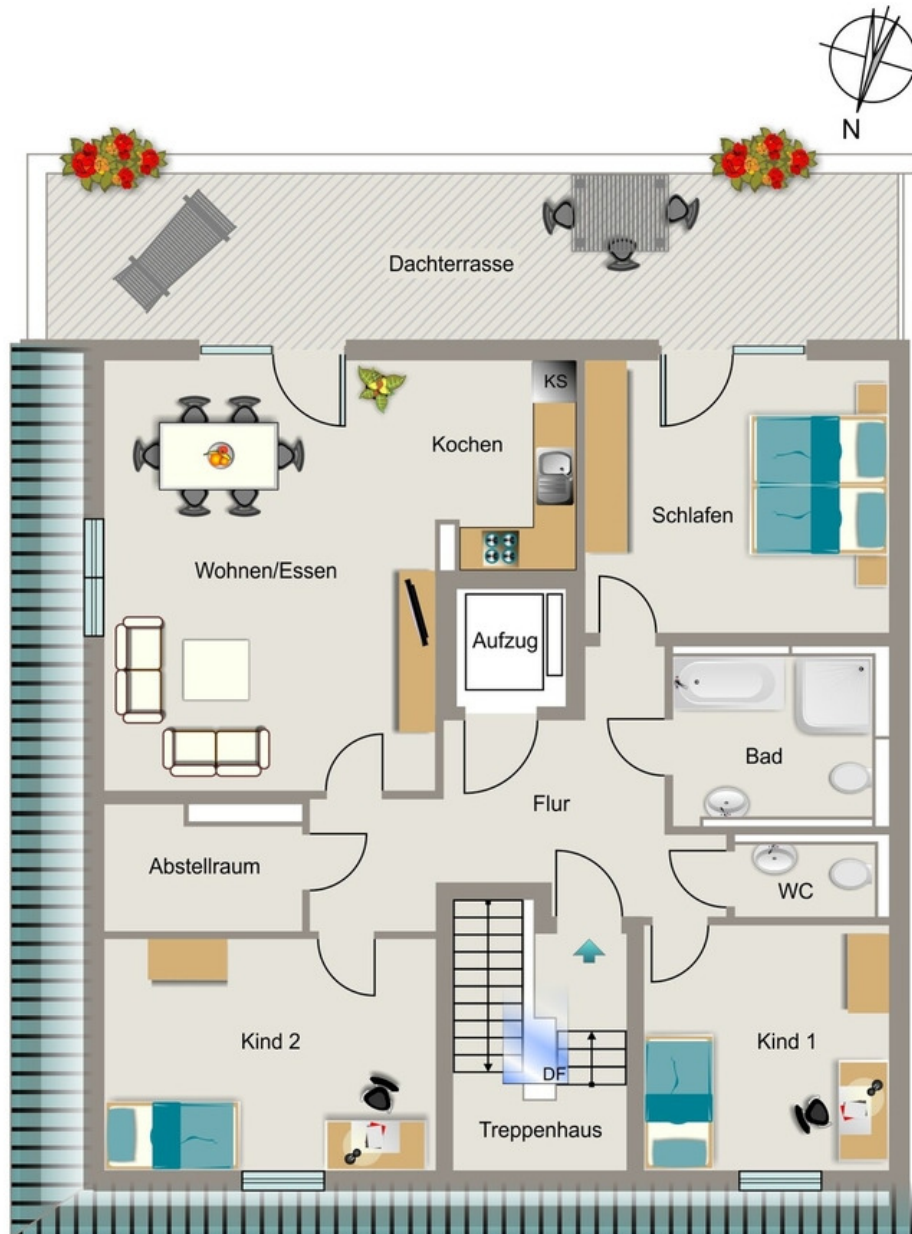 N
Dachterrasse
KS
Kochen
Schlafen
Wohnen/Essen
Aufzug
Bad
Flur
Abstellraum
WC
Kind 2
Kind 1
DF
Treppenhaus